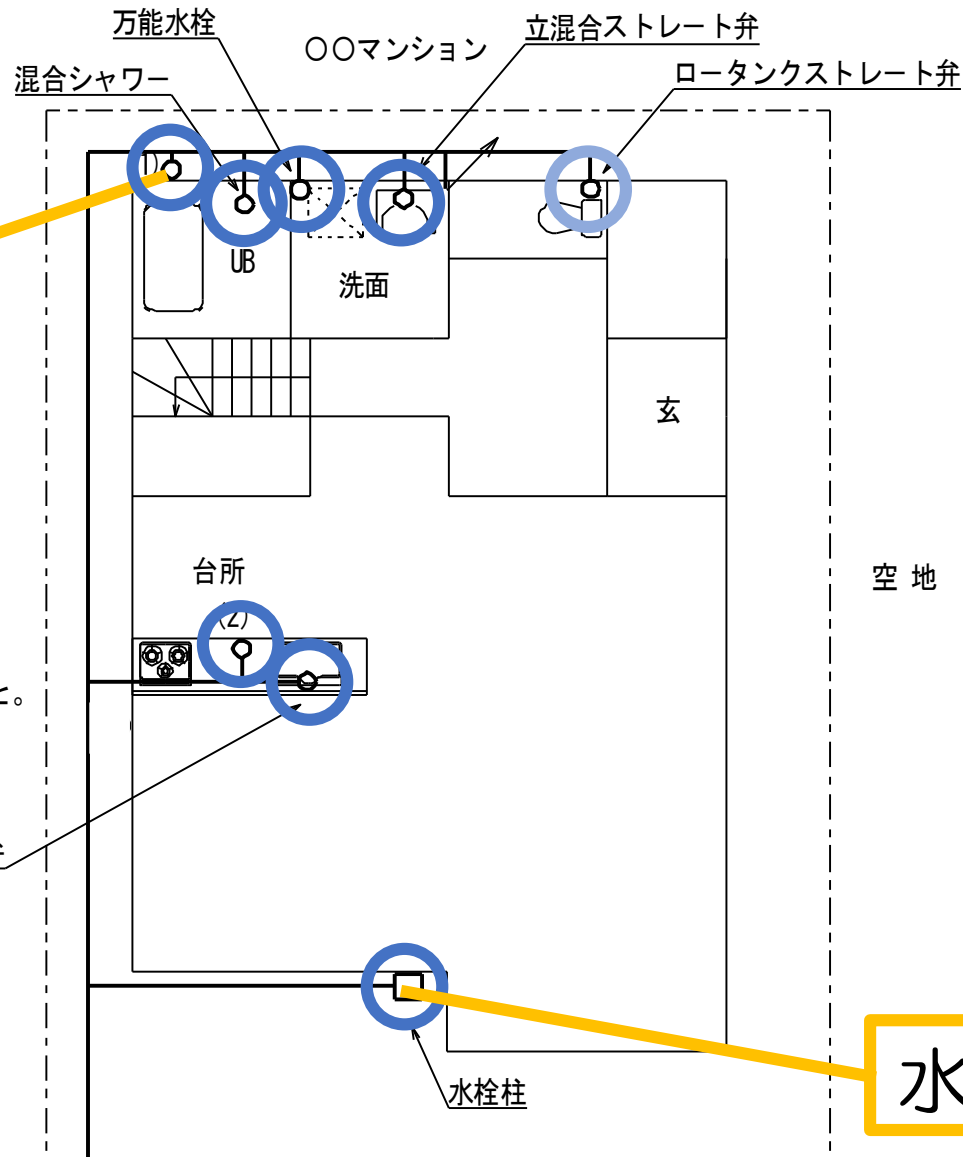 万能水栓
〇〇マンション
立混合ストレート弁
混合シャワー
ロータンクストレート弁
UB
洗面
玄
台所
(2)
空 地
。
水栓柱
水